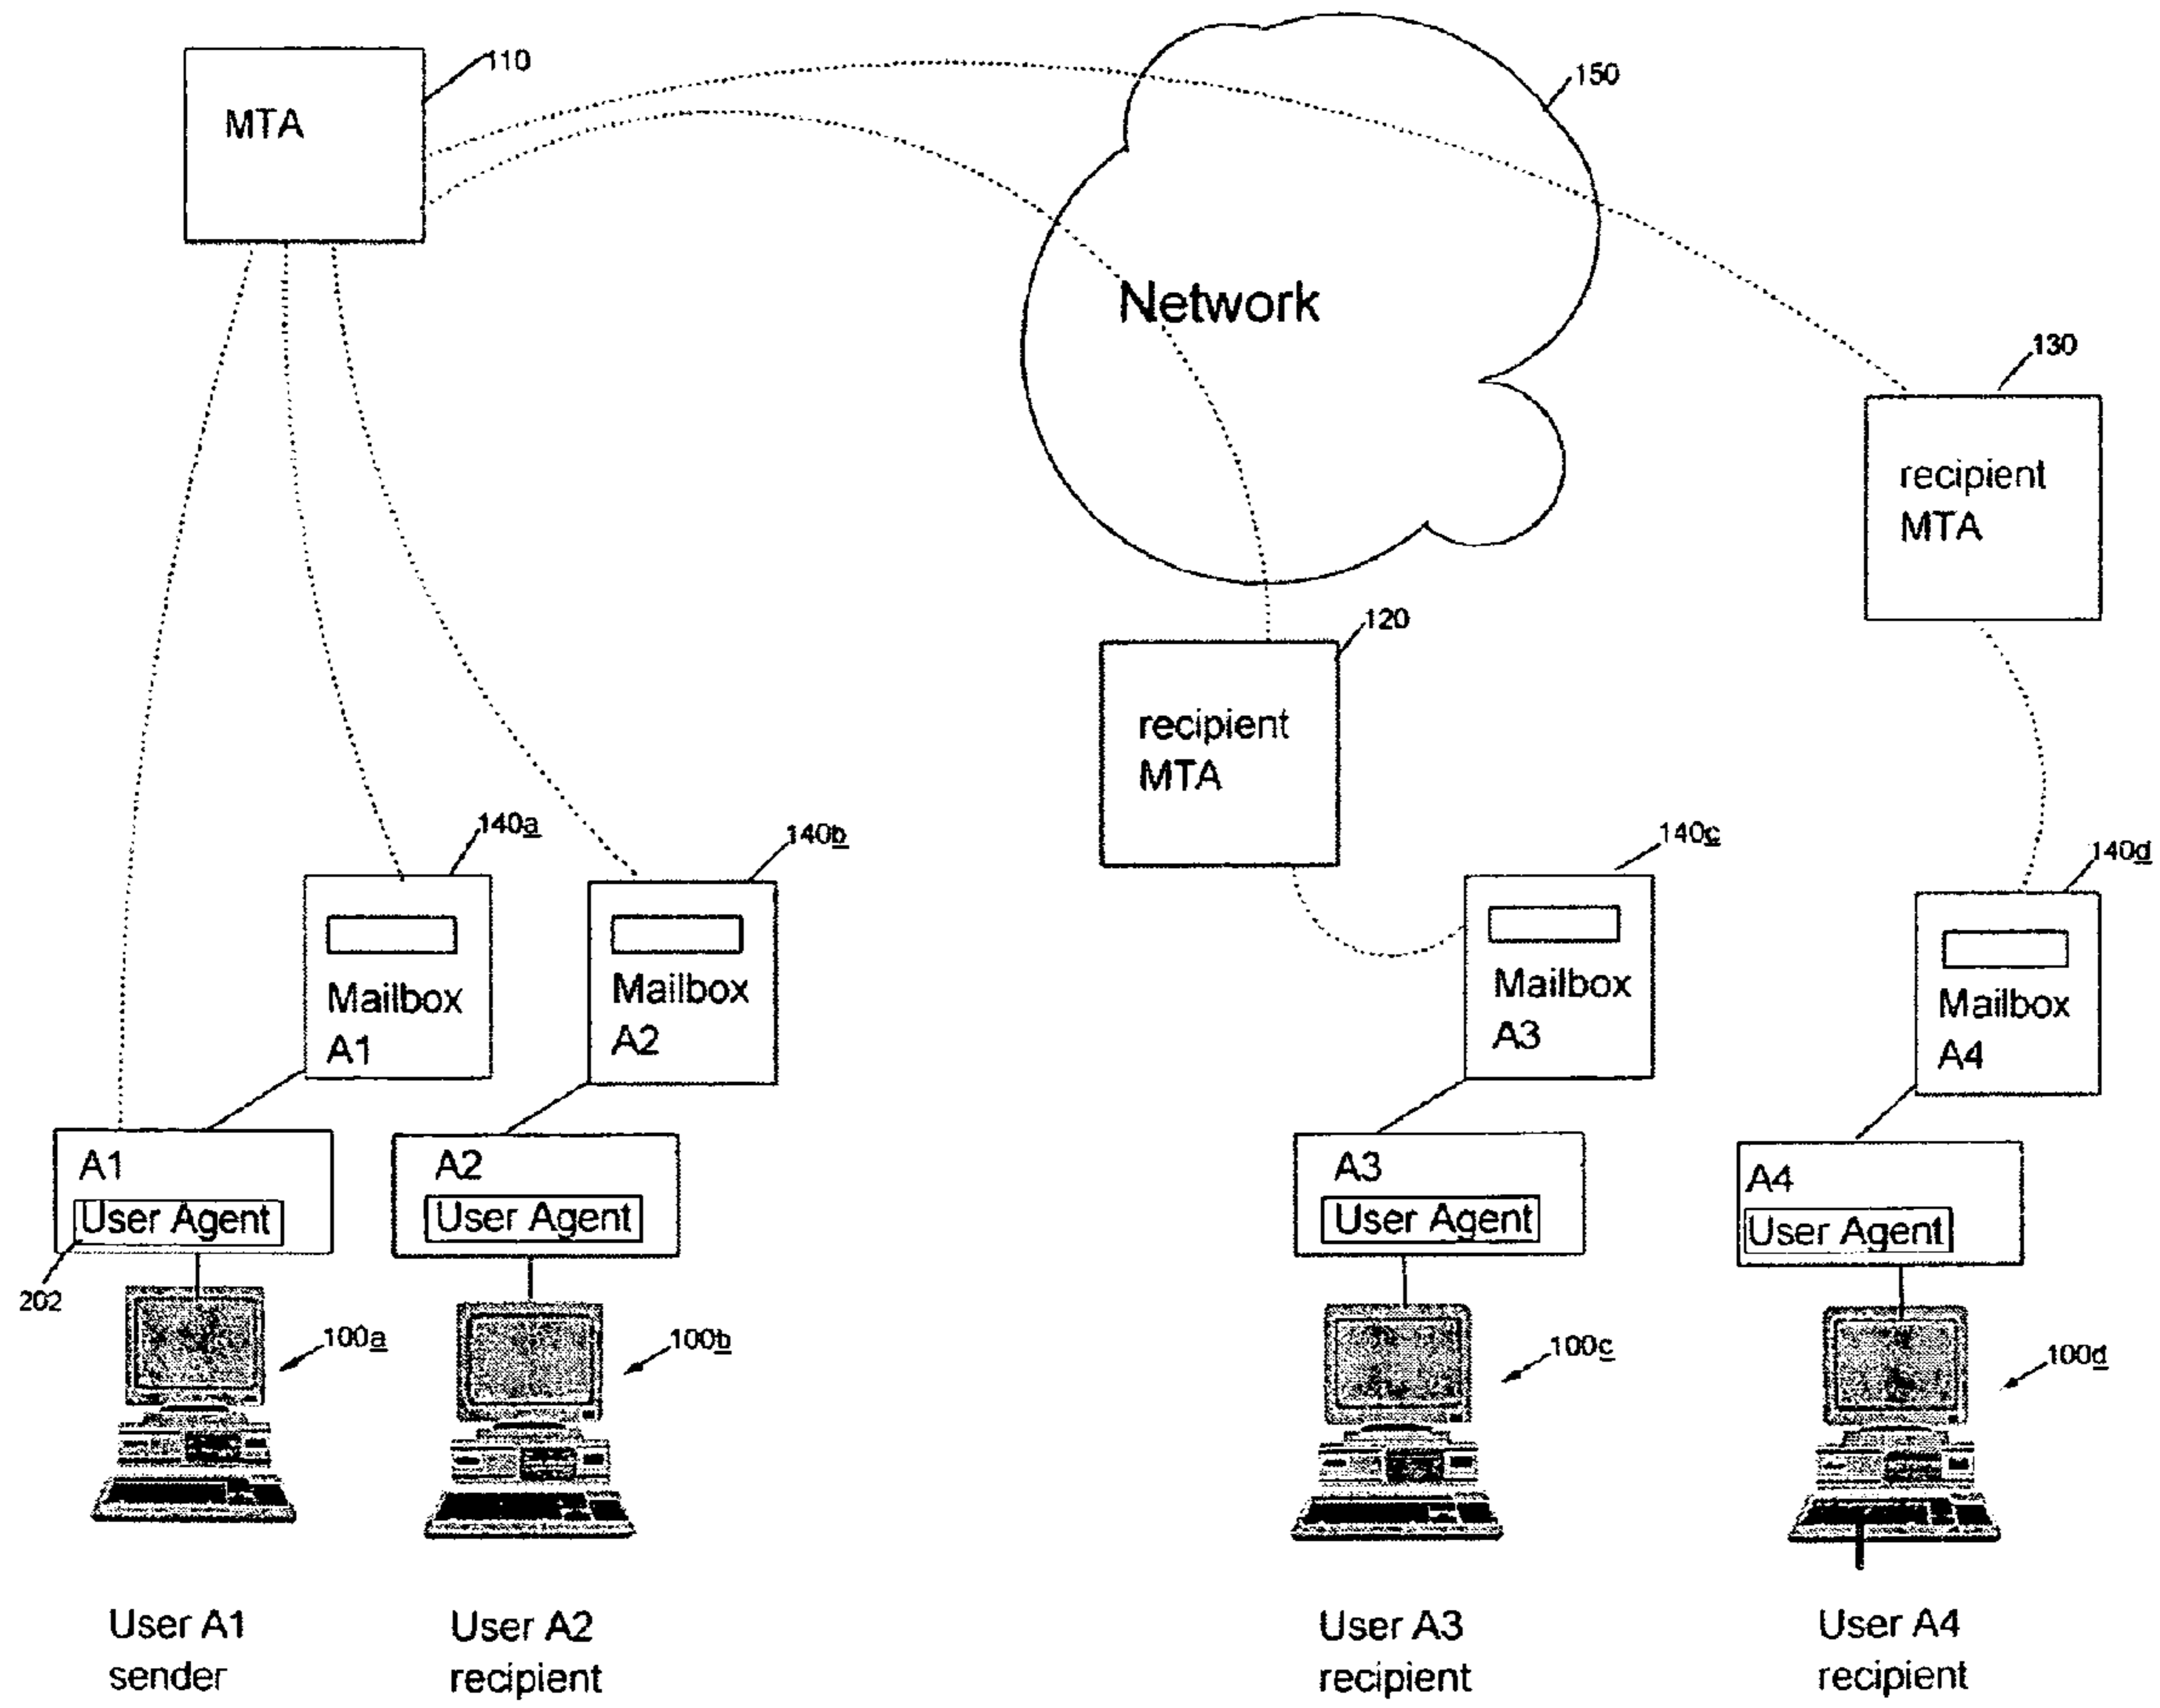 110
MTA
150
Network
130
recipient
MTA
120
recipient
MTA
140a
140b
140c
140d
Mailbox
A1
Mailbox
A2
Mailbox
A3
Mailbox
A4
A1
User Agent
A2
User Agent
A3
User Agent
A4
User Agent
202
100a
100b
100c
100d
User A1
sender
User A2
recipient
User A3
recipient
User A4
recipient